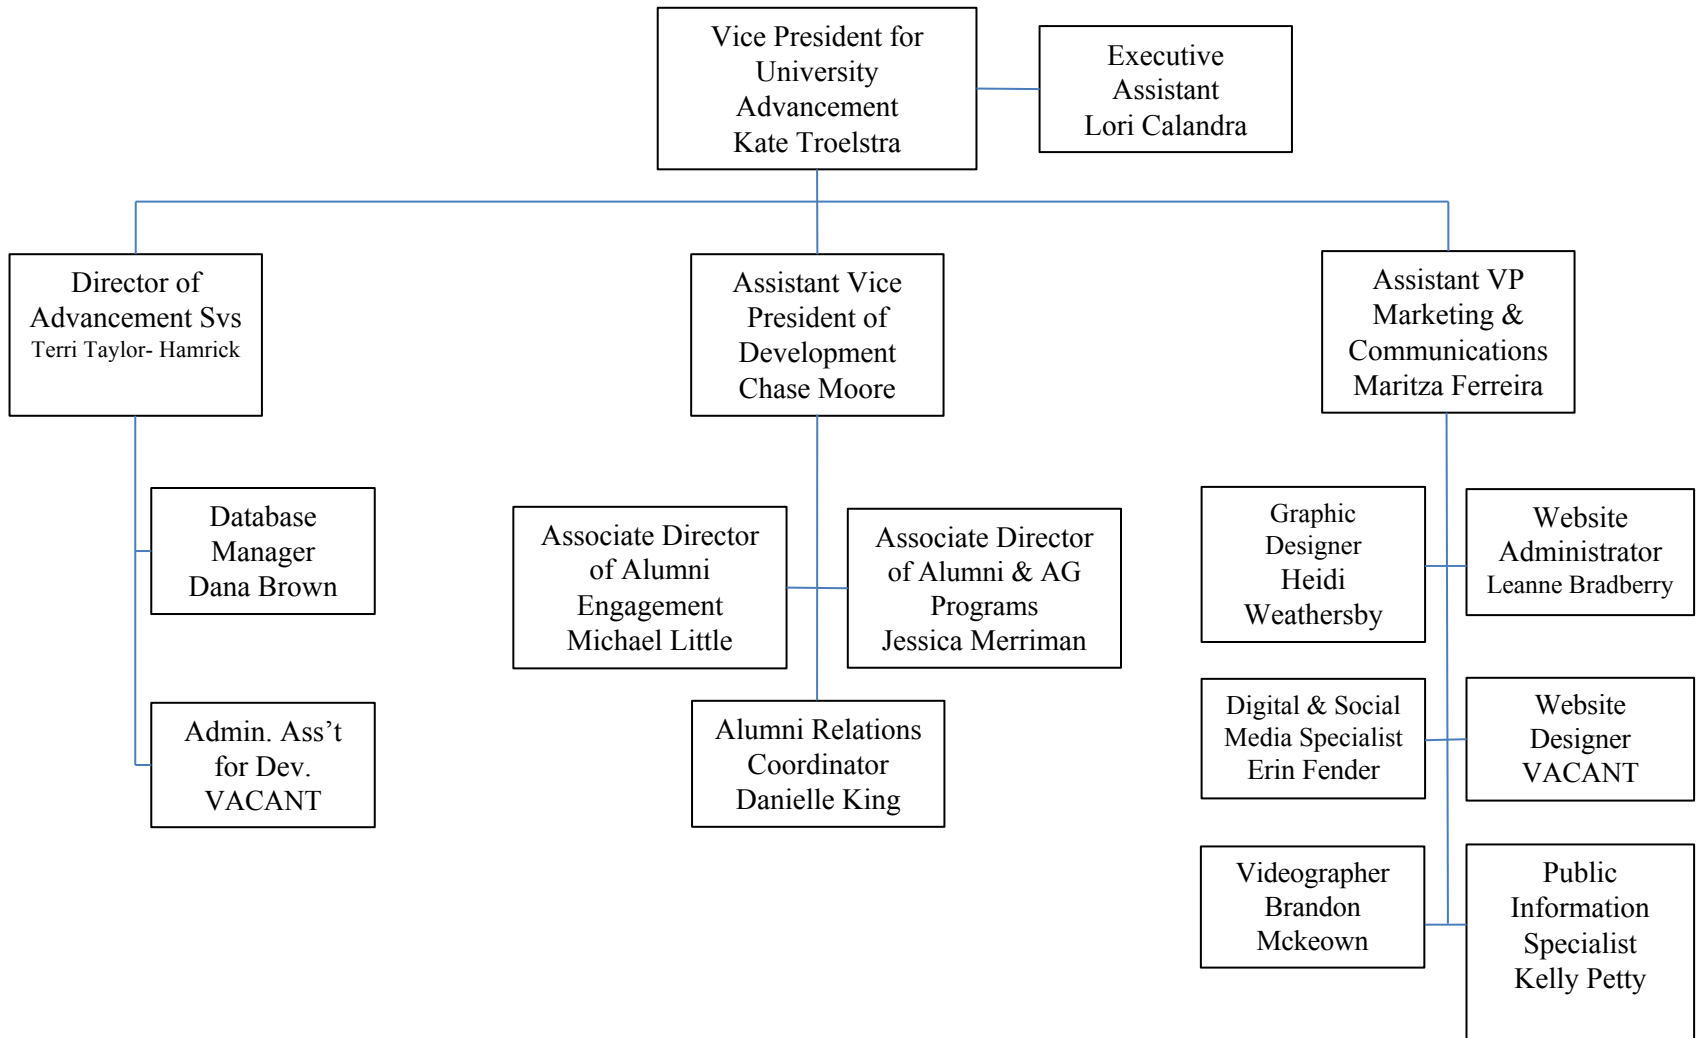 Vice President for
University
Advancement
Kate Troelstra
Executive
Assistant
Lori Calandra
Director of
Advancement Svs
Terri Taylor- Hamrick
Assistant Vice
President of
Development
Chase Moore
Assistant VP
Marketing &
Communications
Maritza Ferreira
Database
Manager
Dana Brown
Admin. Ass’t
for Dev.
VACANT
Associate Director
of Alumni
Engagement
Michael Little
Associate Director
of Alumni & AG
Programs
Jessica Merriman
Alumni Relations
Coordinator
Danielle King
Graphic
Designer
Heidi
Weathersby
Website
Administrator
Leanne Bradberry
Digital & Social
Media Specialist
Erin Fender
Website
Designer
VACANT
Videographer
Brandon
Mckeown
Public
Information
Specialist
Kelly Petty